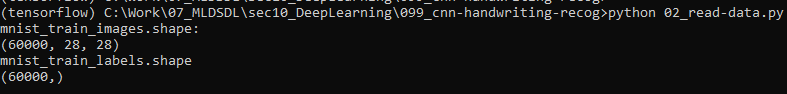 (tensorflow) C:\Work\07_MLDSDL\sec10_DeepLearning\099_cnn-handwriting-recog>python 02_read-data.py
mnist_train_images.shape:
(60000, 28, 28)
mnist_train_labels.shape
(60000,)